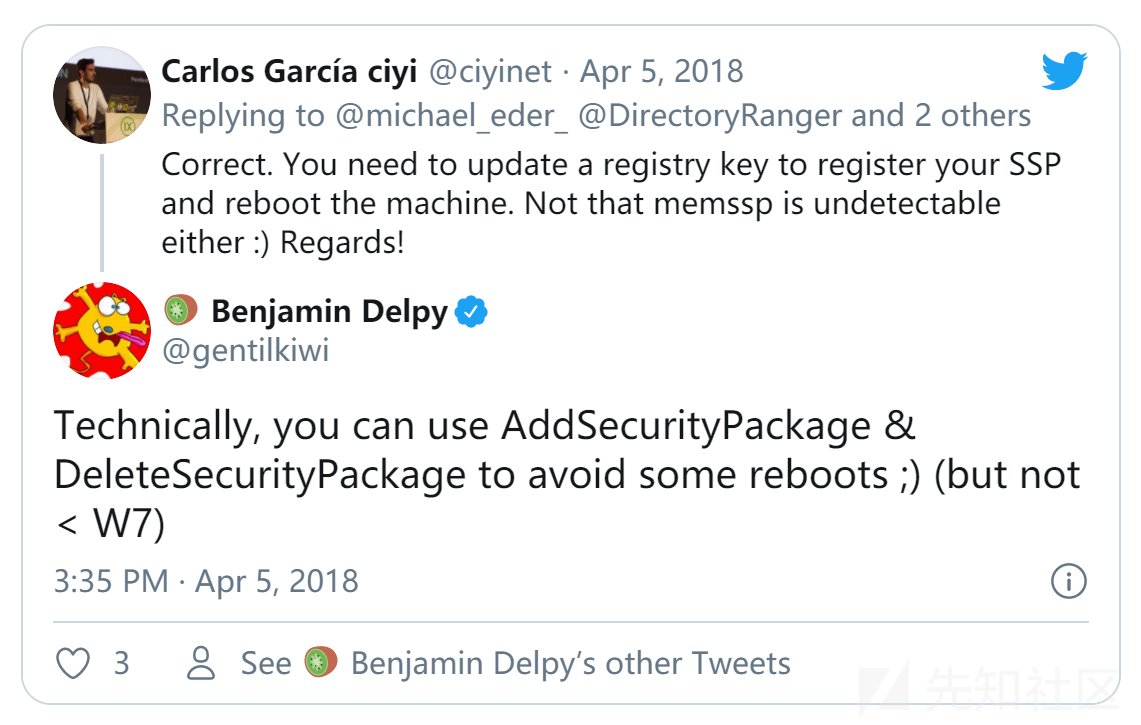 Carlos García ciyi @ciyinet · Apr 5, 2018
Replying to @michael_eder_ @DirectoryRanger and 2 others
Correct. You need to update a registry key to register your SSP
and reboot the machine. Not that memssp is undetectable
either :) Regards!
🥝 Benjamin Delpy
@gentilkiwi
Technically, you can use AddSecurityPackage &
DeleteSecurityPackage to avoid some reboots ;) (but not
< W7)
3:35 PM · Apr 5, 2018
3 See 🥝 Benjamin Delpy’s other Tweets
先知社区